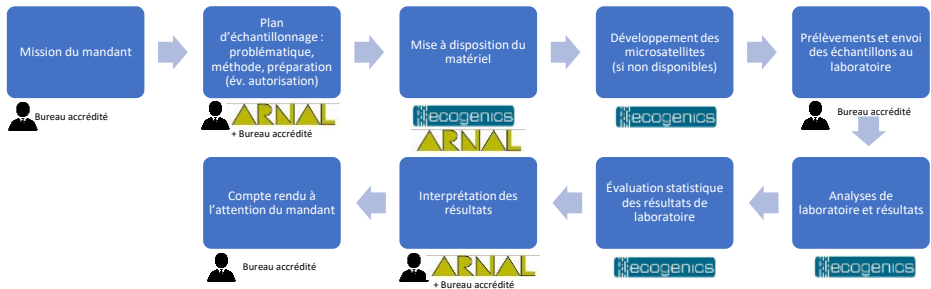 Mission du mandant
Bureau accrédité
Plan
d'échantillonnage :
problématique,
méthode, préparation
(év. autorisation)
ARNAL
+ Bureau accrédité
Mise à disposition du
matériel
ecogenics
ARNAL
Développement des
microsatellites
(si non disponibles)
ecogenics
Prélèvements et envoi
des échantillons au
laboratoire
Bureau accrédité
Analyses de
laboratoire et résultats
ecogenics
Évaluation statistique
des résultats de
laboratoire
ecogenics
Interprétation des
résultats
ARNAL
+ Bureau accrédité
Compte rendu à
l'attention du mandant
Bureau accrédité